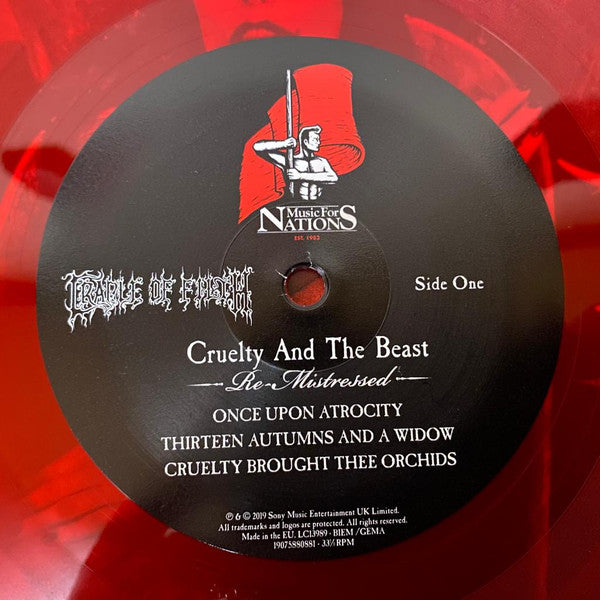 Music For
NATIONS
EST. 1982
CRADLE OF FILTH
Side One
Cruelty And The Beast
Re-Mistressed
ONCE UPON ATROCITY
THIRTEEN AUTUMNS AND A WIDOW
CRUELTY BROUGHT THEE ORCHIDS
℗ & © 2019 Sony Music Entertainment UK Limited.
All trademarks and logos are protected. All rights reserved.
Made in the EU. LC13989 · BIEM /GEMA
19075880881 · 33⅓ RPM